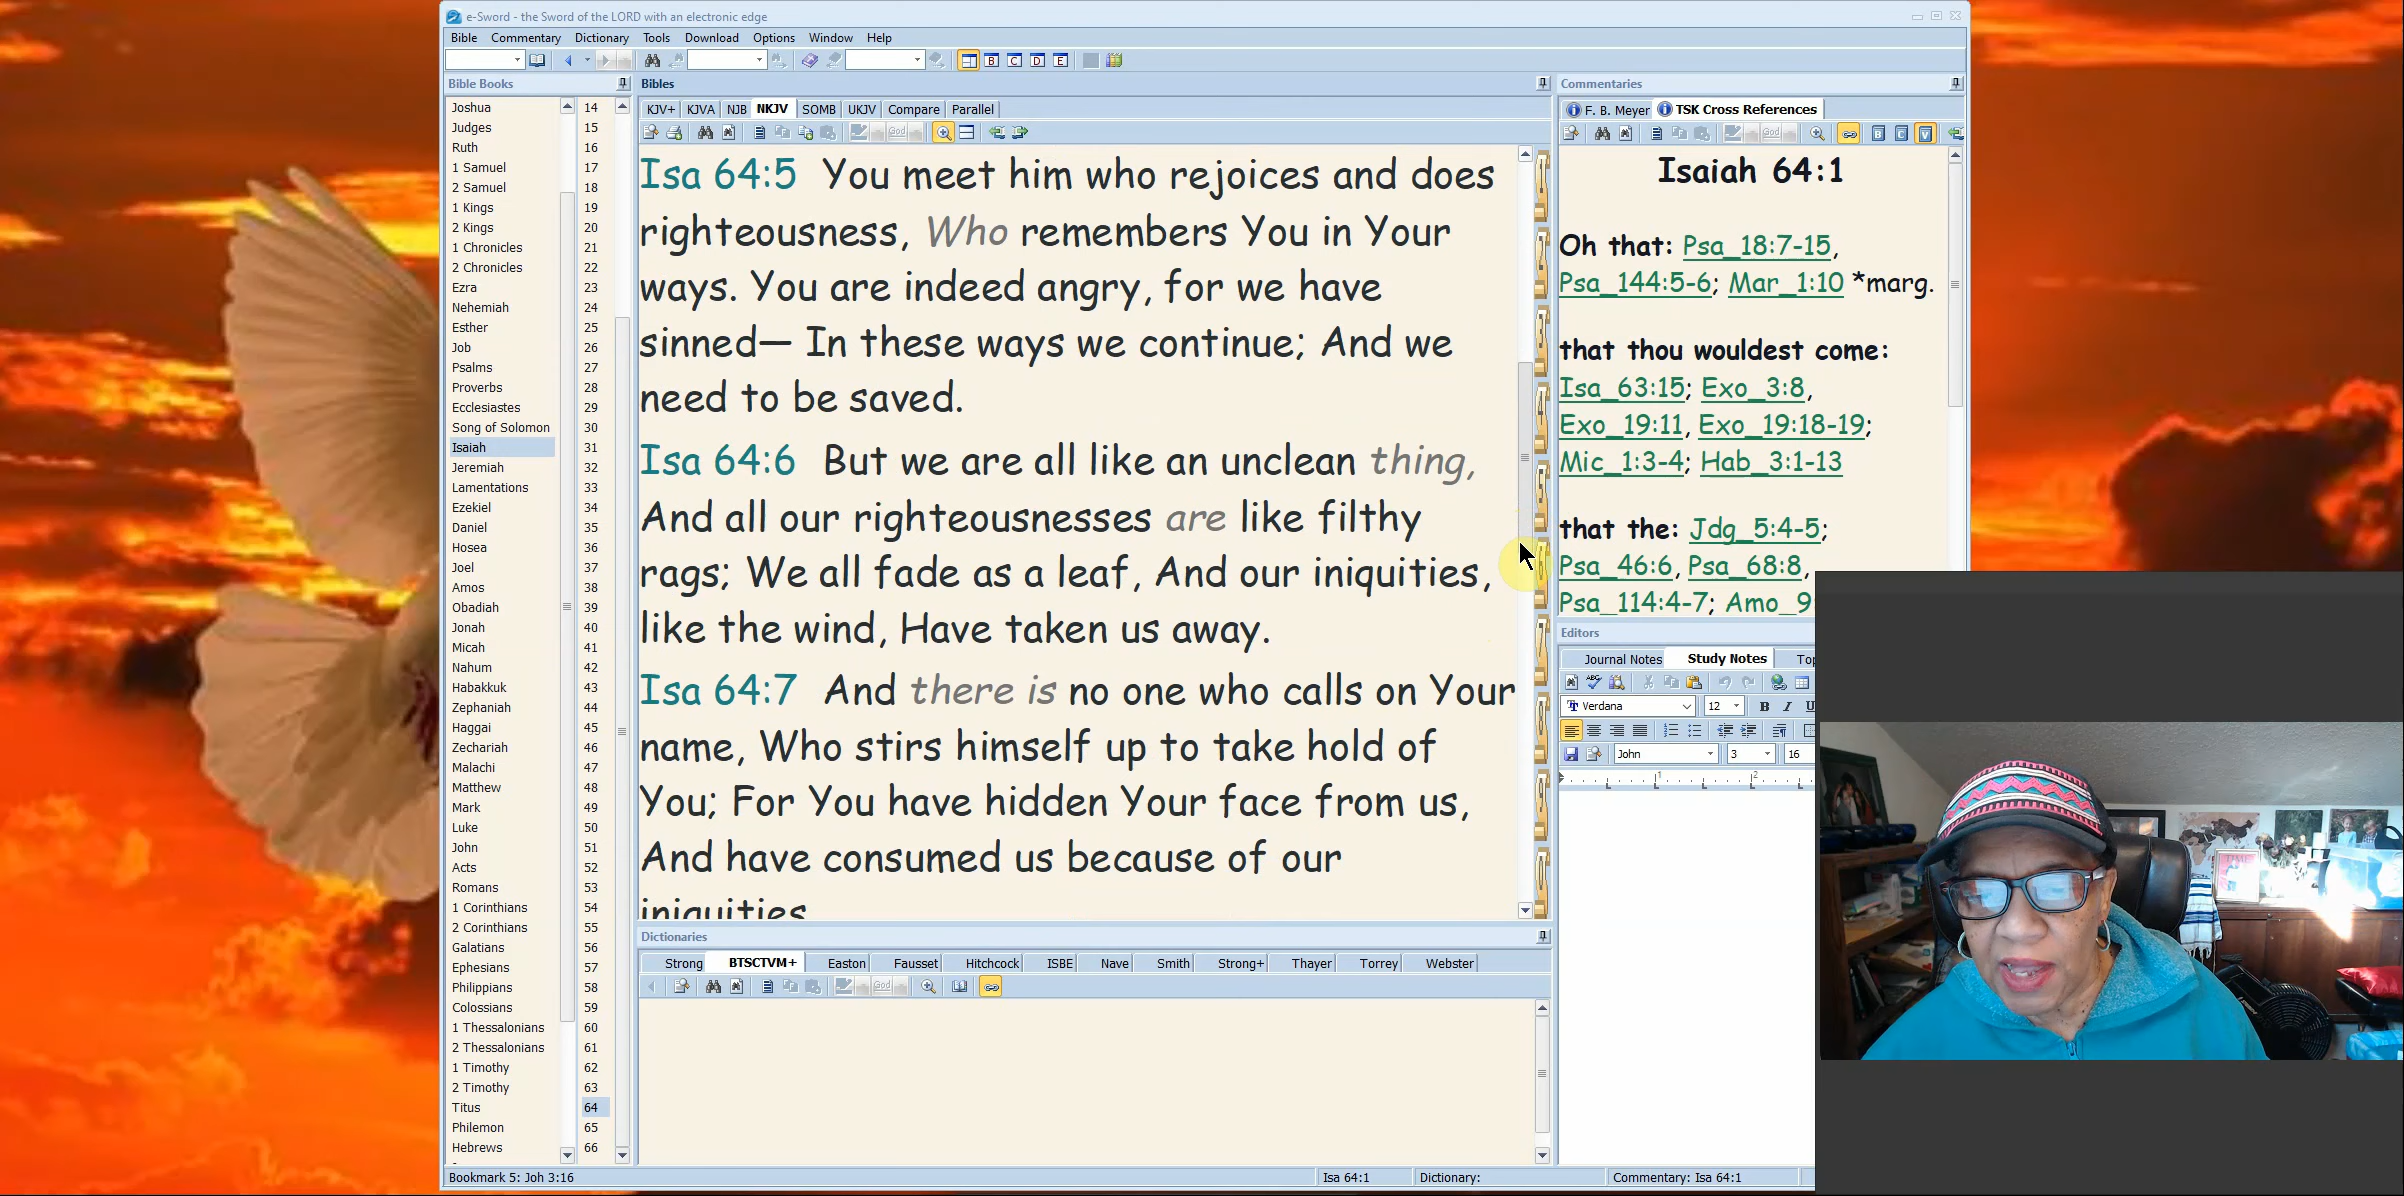 e-Sword - the Sword of the LORD with an electronic edge
Bible Commentary Dictionary Tools Download Options Window Help
B C D E
Bible Books
Joshua
Judges
Ruth
1 Samuel
2 Samuel
1 Kings
2 Kings
1 Chronicles
2 Chronicles
Ezra
Nehemiah
Esther
Job
Psalms
Proverbs
Ecclesiastes
Song of Solomon
Isaiah
Jeremiah
Lamentations
Ezekiel
Daniel
Hosea
Joel
Amos
Obadiah
Jonah
Micah
Nahum
Habakkuk
Zephaniah
Haggai
Zechariah
Malachi
Matthew
Mark
Luke
John
Acts
Romans
1 Corinthians
2 Corinthians
Galatians
Ephesians
Philippians
Colossians
1 Thessalonians
2 Thessalonians
1 Timothy
2 Timothy
Titus
Philemon
Hebrews
14
15
16
17
18
19
20
21
22
23
24
25
26
27
28
29
30
31
32
33
34
35
36
37
38
39
40
41
42
43
44
45
46
47
48
49
50
51
52
53
54
55
56
57
58
59
60
61
62
63
64
65
66
Bibles
KJV+ KJVA NJB NKJV SOMB UKJV Compare Parallel
God
Isa 64:5 You meet him who rejoices and does
righteousness, Who remembers You in Your
ways. You are indeed angry, for we have
sinned— In these ways we continue; And we
need to be saved.
Isa 64:6 But we are all like an unclean thing,
And all our righteousnesses are like filthy
rags; We all fade as a leaf, And our iniquities,
like the wind, Have taken us away.
Isa 64:7 And there is no one who calls on Your
name, Who stirs himself up to take hold of
You; For You have hidden Your face from us,
And have consumed us because of our
iniquities
Dictionaries
Strong BTSCTVM+ Easton Fausset Hitchcock ISBE Nave Smith Strong+ Thayer Torrey Webster
God
Commentaries
F. B. Meyer TSK Cross References
God B C V
Isaiah 64:1
Oh that: Psa_18:7-15,
Psa_144:5-6; Mar_1:10 *marg.
that thou wouldest come:
Isa_63:15; Exo_3:8,
Exo_19:11, Exo_19:18-19;
Mic_1:3-4; Hab_3:1-13
that the: Jdg_5:4-5;
Psa_46:6, Psa_68:8,
Psa_114:4-7; Amo_9
Editors
Journal Notes Study Notes Top
ABC
Verdana 12 B I U
John 3 16
1 2
Bookmark 5: Joh 3:16 Isa 64:1 Dictionary: Commentary: Isa 64:1